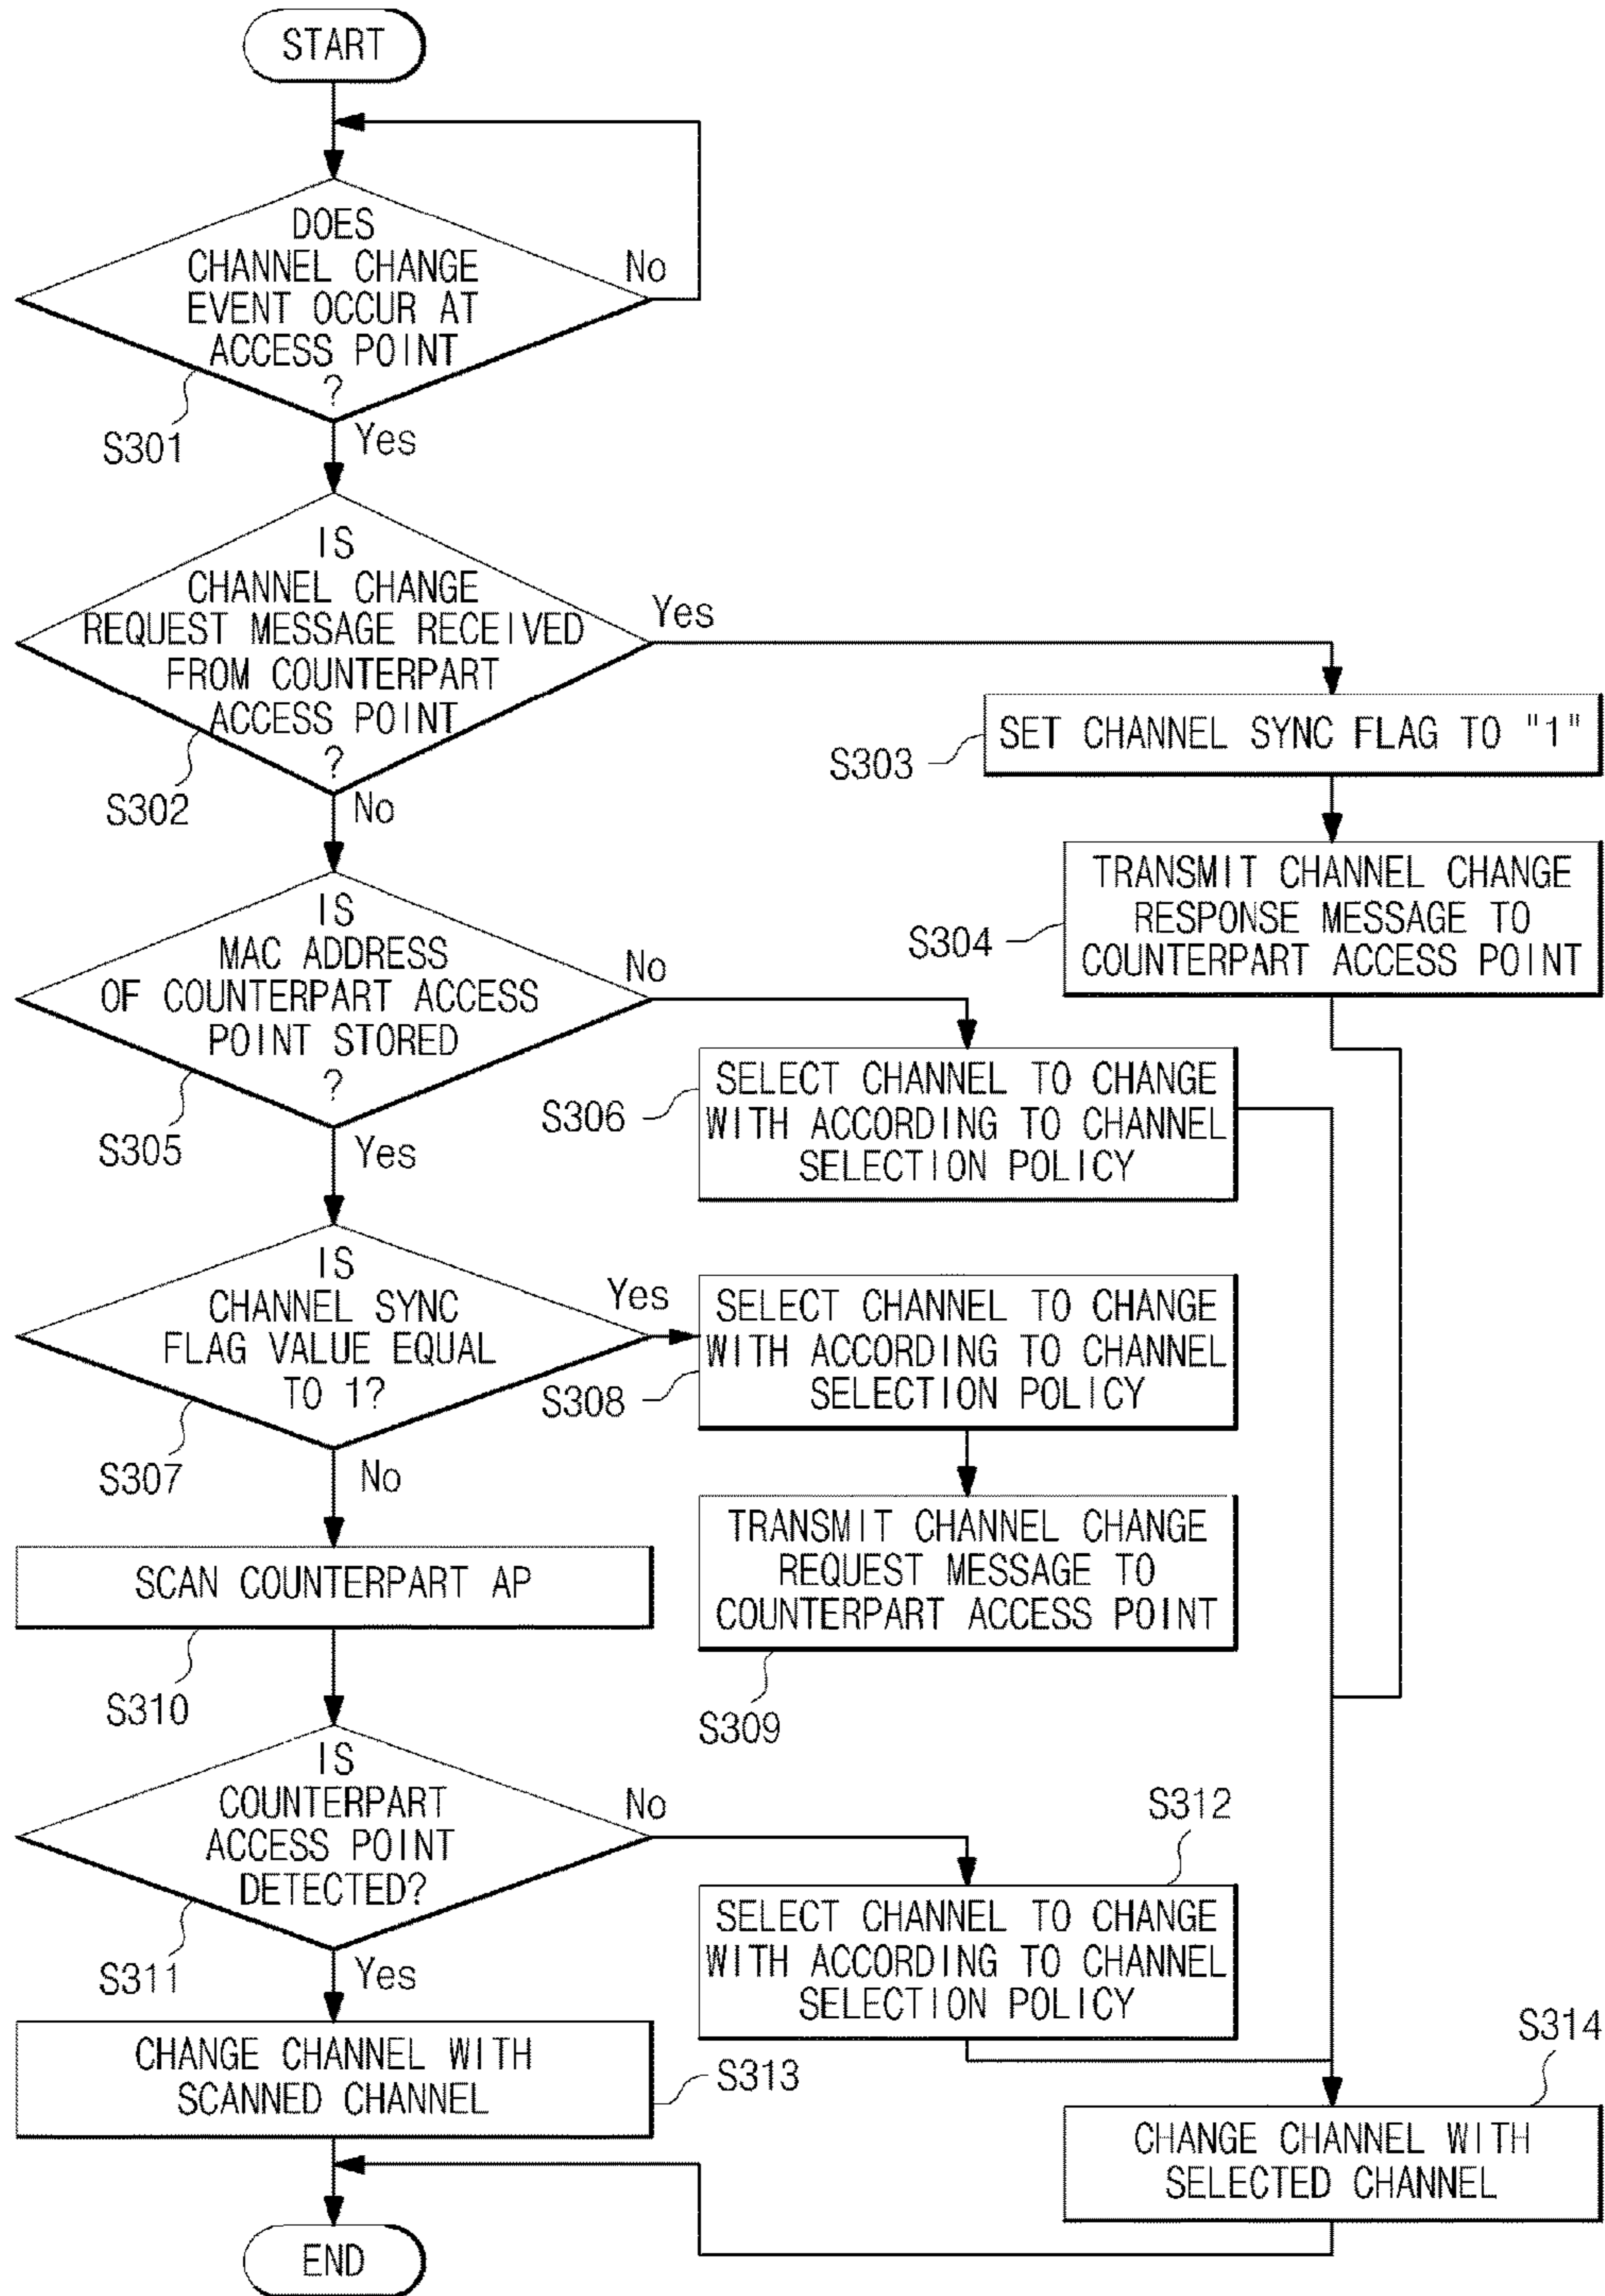 START
DOES
CHANNEL CHANGE
EVENT OCCUR AT
ACCESS POINT
?
No
S301
Yes
IS
CHANNEL CHANGE
REQUEST MESSAGE RECEIVED
FROM COUNTERPART
ACCESS POINT
?
Yes
S302
No
SET CHANNEL SYNC FLAG TO "1"
S303
TRANSMIT CHANNEL CHANGE
RESPONSE MESSAGE TO
COUNTERPART ACCESS POINT
S304
IS
MAC ADDRESS
OF COUNTERPART ACCESS
POINT STORED
?
No
S305
Yes
SELECT CHANNEL TO CHANGE
WITH ACCORDING TO CHANNEL
SELECTION POLICY
S306
IS
CHANNEL SYNC
FLAG VALUE EQUAL
TO 1?
Yes
S307
No
SELECT CHANNEL TO CHANGE
WITH ACCORDING TO CHANNEL
SELECTION POLICY
S308
TRANSMIT CHANNEL CHANGE
REQUEST MESSAGE TO
COUNTERPART ACCESS POINT
S309
SCAN COUNTERPART AP
S310
IS
COUNTERPART
ACCESS POINT
DETECTED?
No
S311
Yes
S312
SELECT CHANNEL TO CHANGE
WITH ACCORDING TO CHANNEL
SELECTION POLICY
CHANGE CHANNEL WITH
SCANNED CHANNEL
S313
S314
CHANGE CHANNEL WITH
SELECTED CHANNEL
END